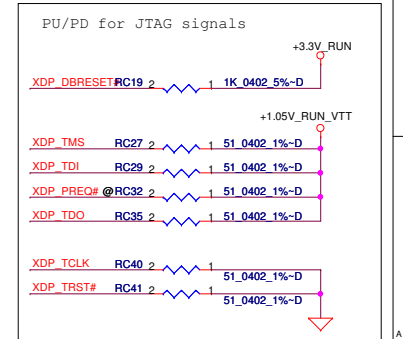 PU/PD for JTAG signals
+3.3V_RUN
XDP_DBRESET# RC19 2 1 1K_0402_5%~D
+1.05V_RUN_VTT
XDP_TMS RC27 2 1 51_0402_1%~D
XDP_TDI RC29 2 1 51_0402_1%~D
XDP_PREQ# @ RC32 2 1 51_0402_1%~D
XDP_TDO RC35 2 1 51_0402_1%~D
XDP_TCLK RC40 2 1
51_0402_1%~D
XDP_TRST# RC41 2 1
51_0402_1%~D
A